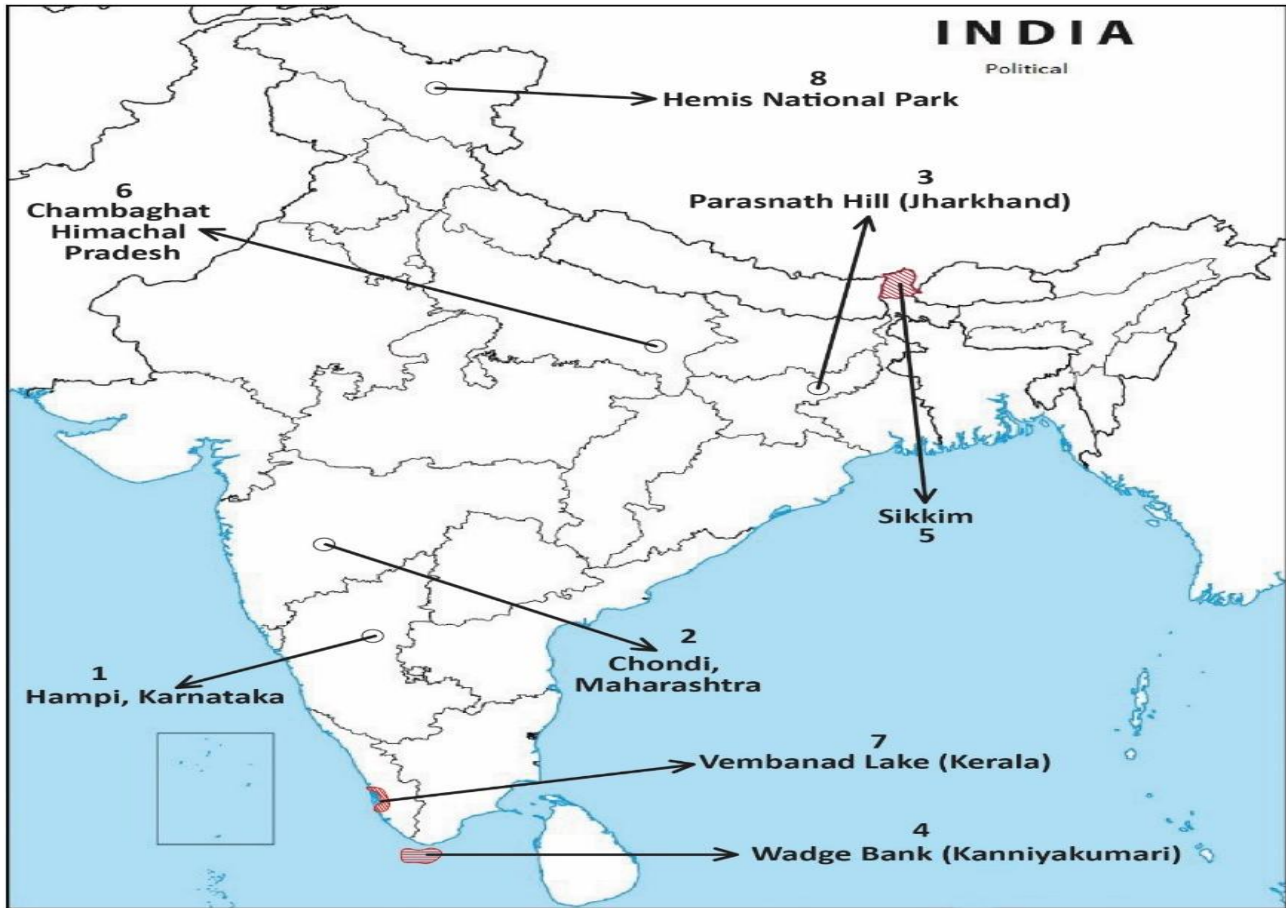 INDIA
Political
8
Hemis National Park
3
Parasnath Hill (Jharkhand)
6
Chambaghat
Himachal
Pradesh
Sikkim
5
2
Chondi,
Maharashtra
1
Hampi, Karnataka
7
Vembanad Lake (Kerala)
4
Wadge Bank (Kanniyakumari)